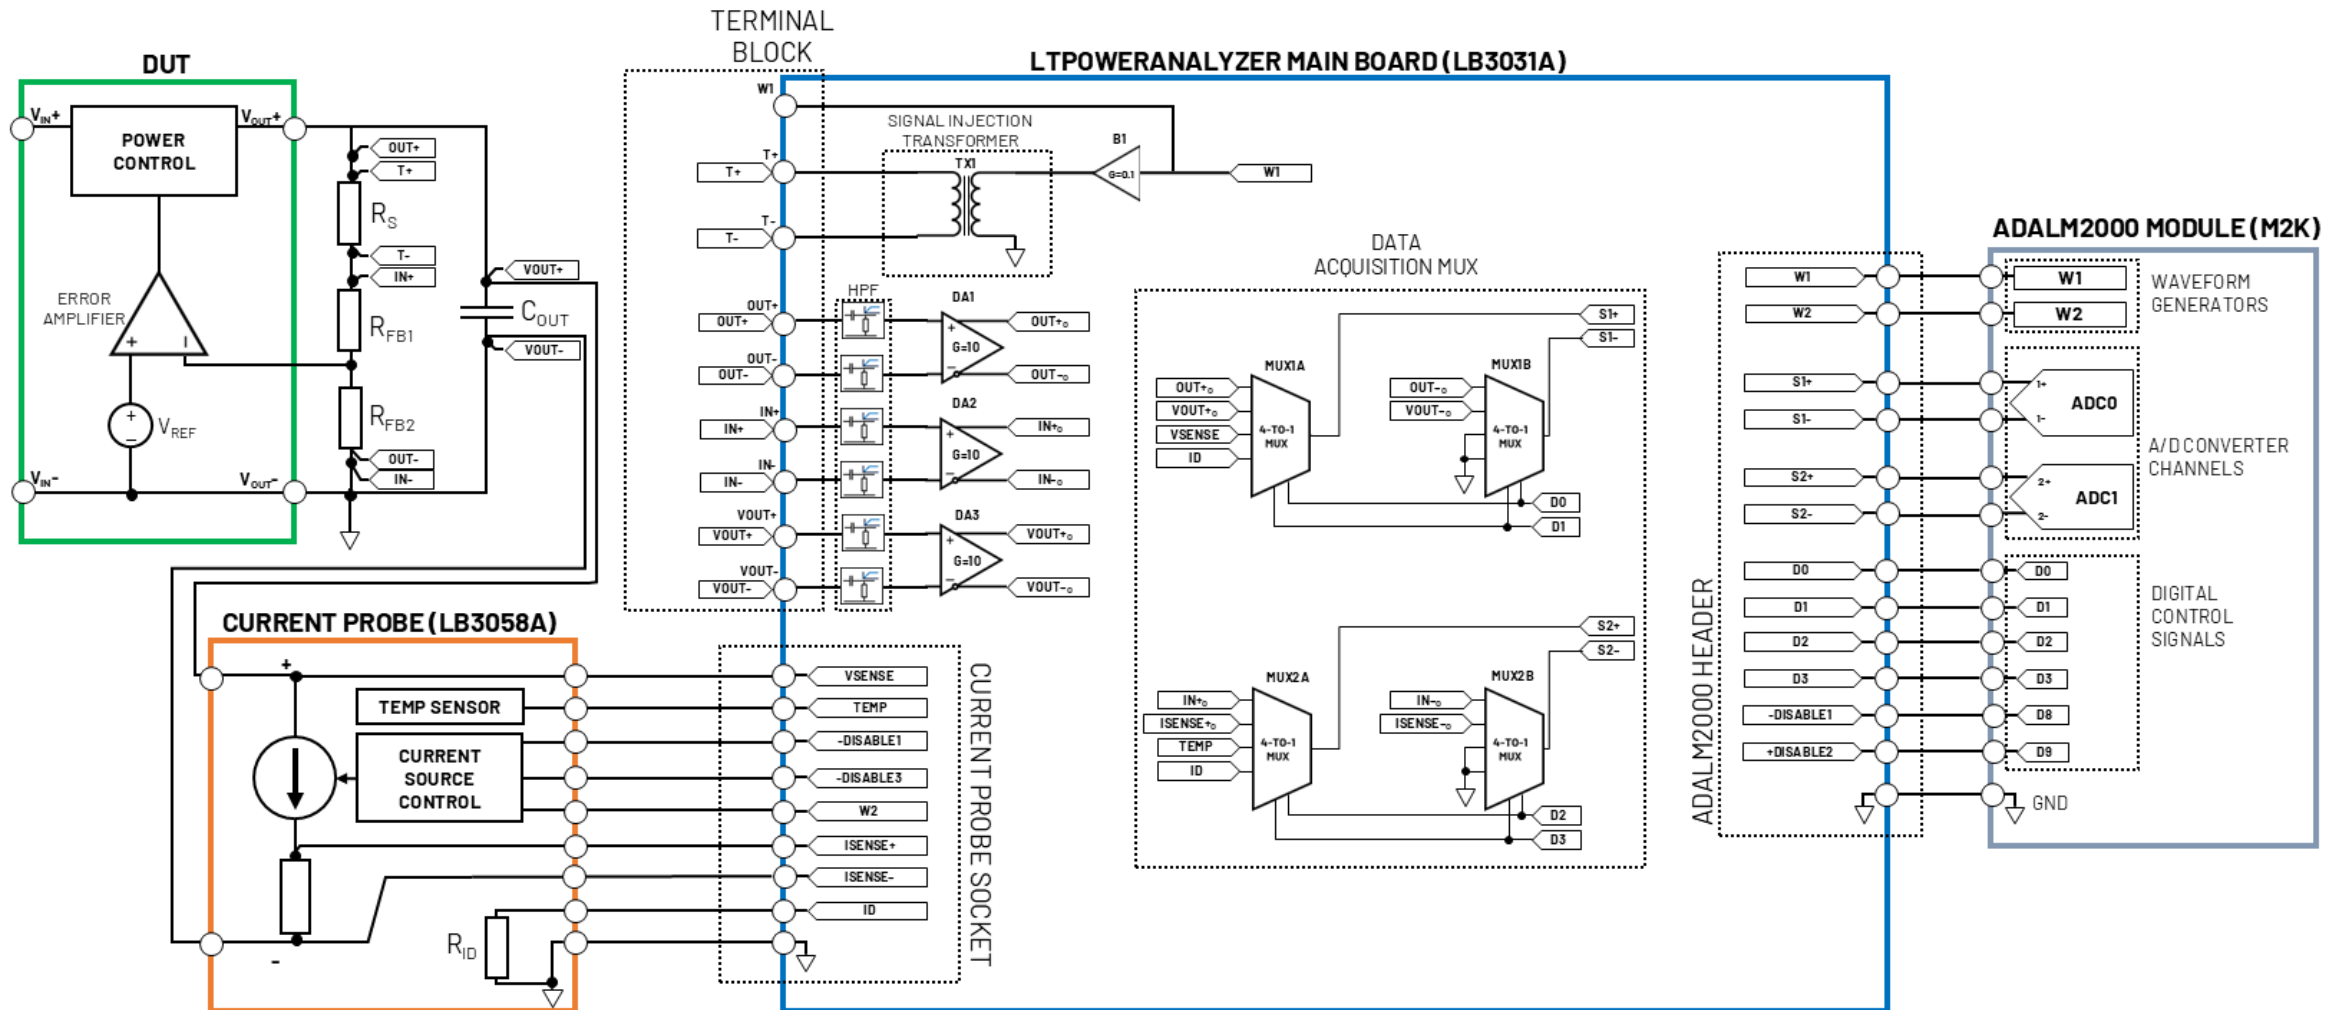 TERMINAL
BLOCK
DUT
LTPOWERANALYZER MAIN BOARD (LB3031A)
ADALM2000 MODULE (M2K)
VIN+
POWER
CONTROL
VOUT+
OUT+
T+
RS
T-
IN+
ERROR
AMPLIFIER
+
–
RFB1
VOUT+
COUT
VOUT-
+
–
VREF
RFB2
OUT-
IN-
VIN-
VOUT-
W1
SIGNAL INJECTION
TRANSFORMER
TX1
B1
G=0.1
W1
T+
T+
T-
T-
HPF
OUT+
OUT+
DA1
+
G=10
–
OUT+O
OUT-
OUT-
OUT-O
IN+
IN+
DA2
+
G=10
–
IN+O
IN-
IN-
IN-O
VOUT+
VOUT+
DA3
+
G=10
–
VOUT+O
VOUT-
VOUT-
VOUT-O
DATA
ACQUISITION MUX
S1+
S1-
MUX1A
OUT+O
VOUT+O
VSENSE
ID
4-TO-1
MUX
MUX1B
OUT-O
VOUT-O
4-TO-1
MUX
D0
D1
S2+
S2-
MUX2A
IN+O
ISENSE+O
TEMP
ID
4-TO-1
MUX
MUX2B
IN-O
ISENSE-O
4-TO-1
MUX
D2
D3
CURRENT PROBE (LB3058A)
+
TEMP SENSOR
CURRENT
SOURCE
CONTROL
-
RID
VSENSE
TEMP
-DISABLE1
-DISABLE3
W2
ISENSE+
ISENSE-
ID
CURRENT PROBE SOCKET
ADALM2000 HEADER
W1
W2
S1+
S1-
S2+
S2-
D0
D1
D2
D3
-DISABLE1
+DISABLE2
W1
W2
WAVEFORM
GENERATORS
1+
1-
ADC0
2+
2-
ADC1
A/D CONVERTER
CHANNELS
D0
D1
D2
D3
D8
D9
DIGITAL
CONTROL
SIGNALS
GND